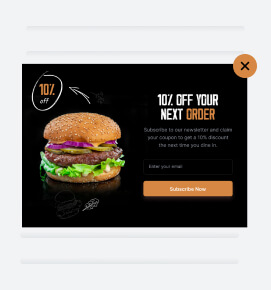 10%
off
10% OFF YOUR
NEXT ORDER
Subscribe to our newsletter and claim
your coupon to get a 10% discount
the next time you dine in.
Enter your email
Subscribe Now